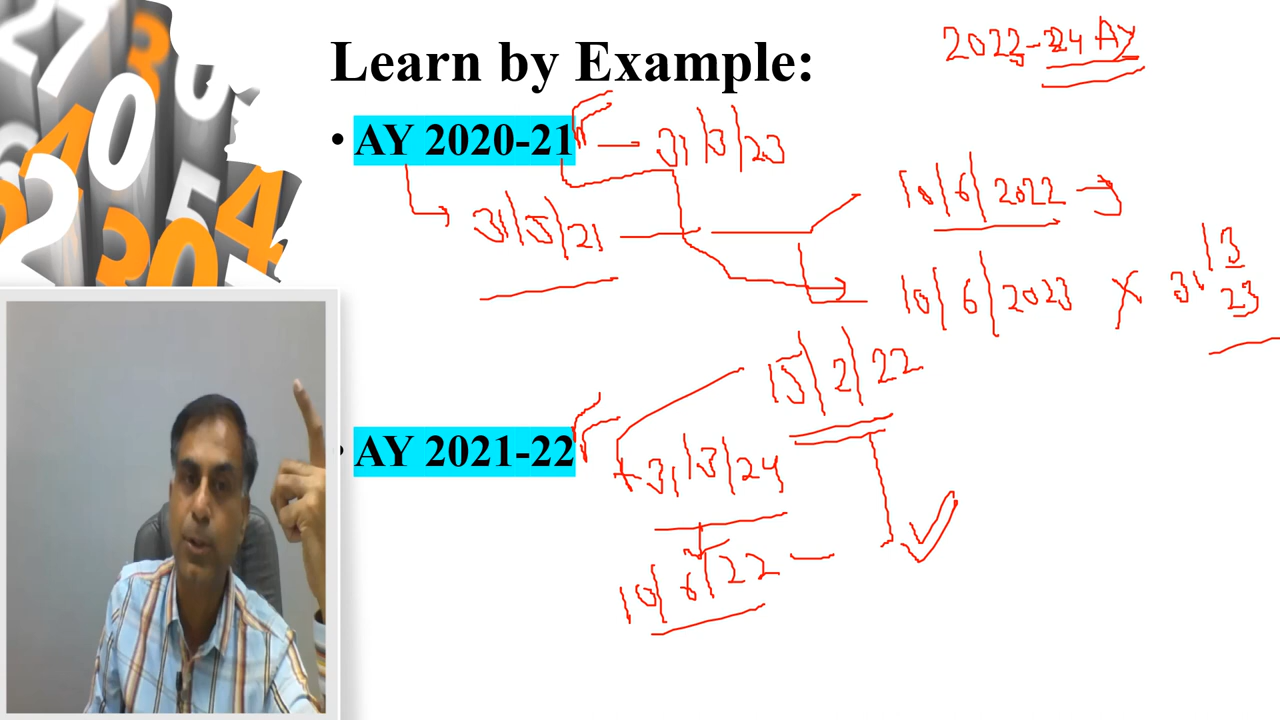 2022-24 AY
Learn by Example:
• AY 2020-21
31/3/23
10/6/2022
31/5/21
10/6/2023 X
31/3
23
15/2/22
• AY 2021-22
31/3/24
10/6/22